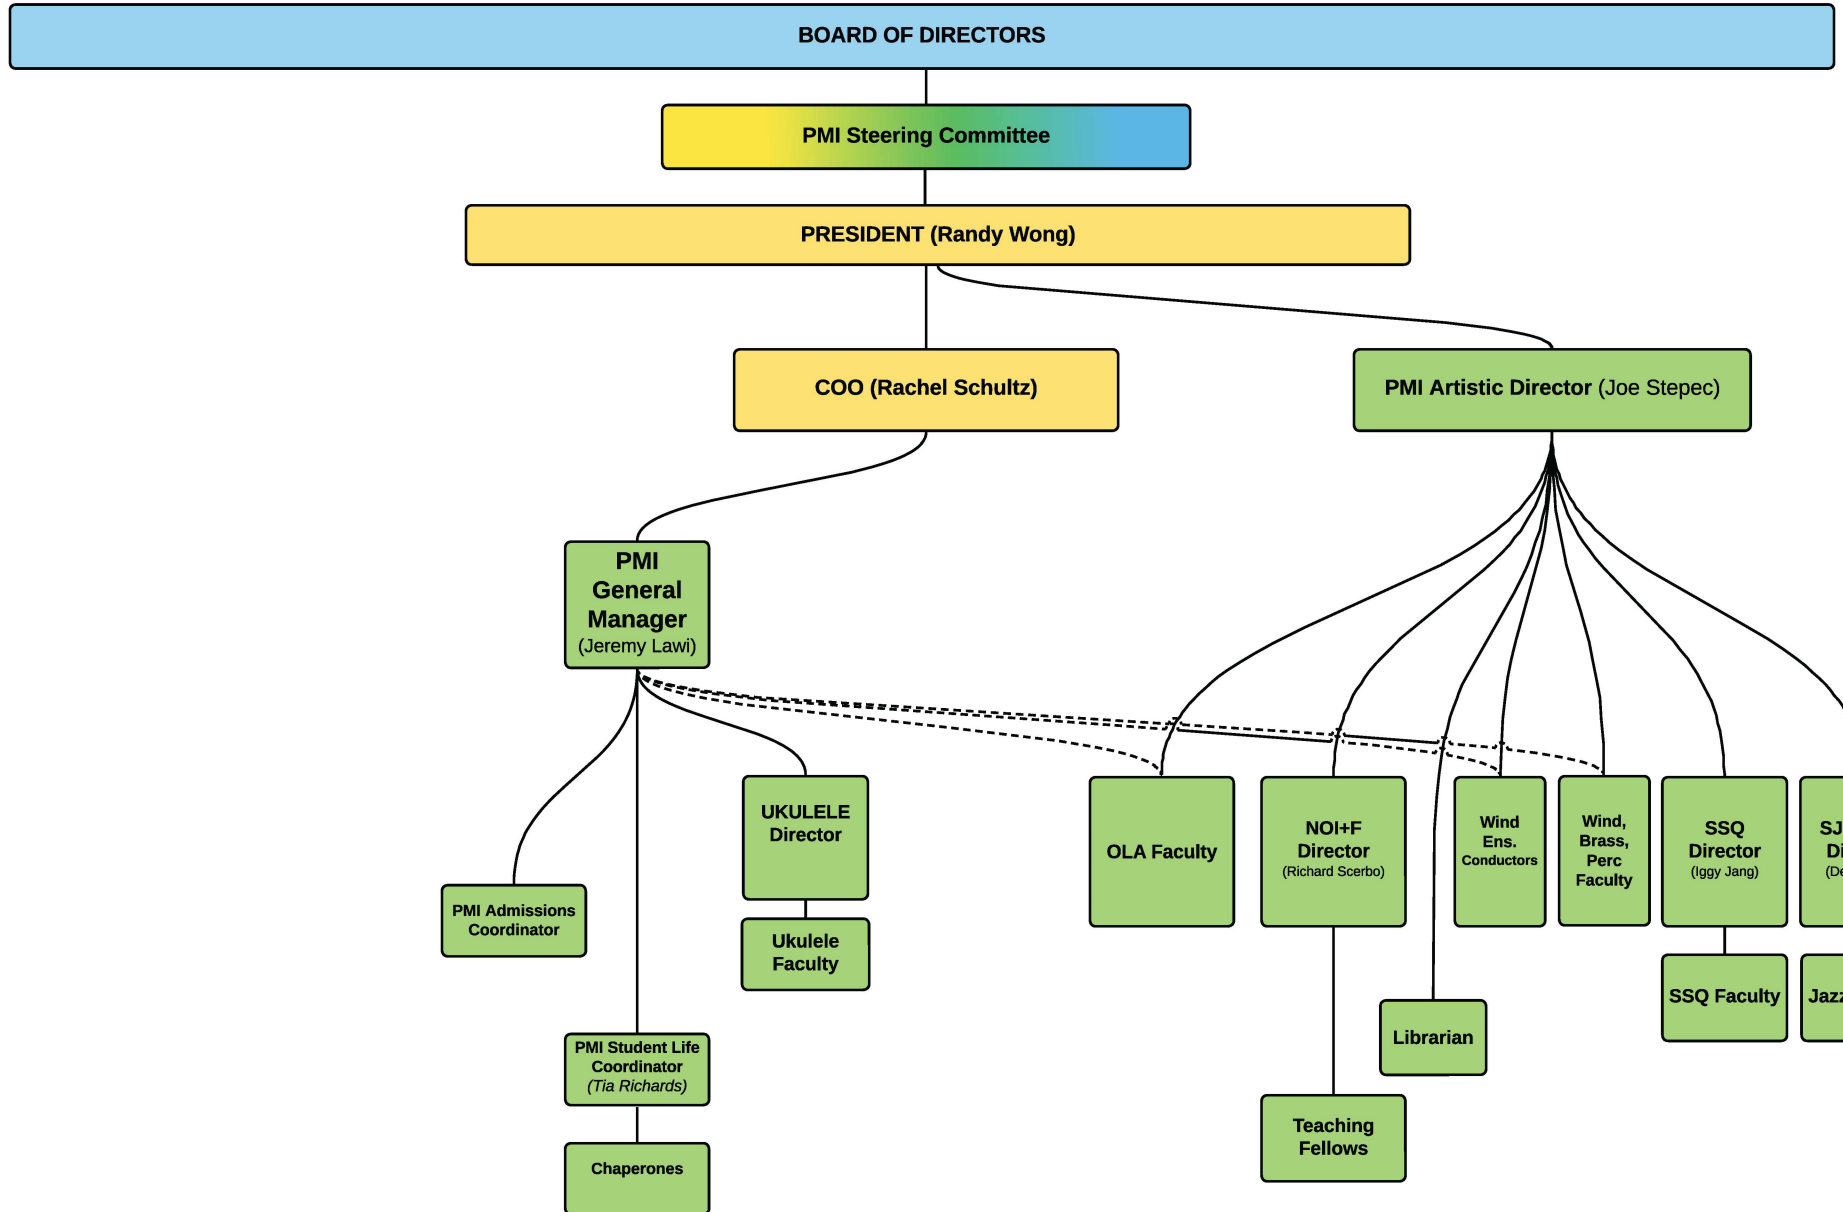 BOARD OF DIRECTORS
PMI Steering Committee
PRESIDENT (Randy Wong)
COO (Rachel Schultz)
PMI Artistic Director (Joe Stepec)
PMI
General
Manager
(Jeremy Lawi)
UKULELE
Director
OLA Faculty
NOI+F
Director
(Richard Scerbo)
Wind
Ens.
Conductors
Wind,
Brass,
Perc
Faculty
SSQ
Director
(Iggy Jang)
PMI Admissions
Coordinator
Ukulele
Faculty
SSQ Faculty
Librarian
PMI Student Life
Coordinator
(Tia Richards)
Teaching
Fellows
Chaperones